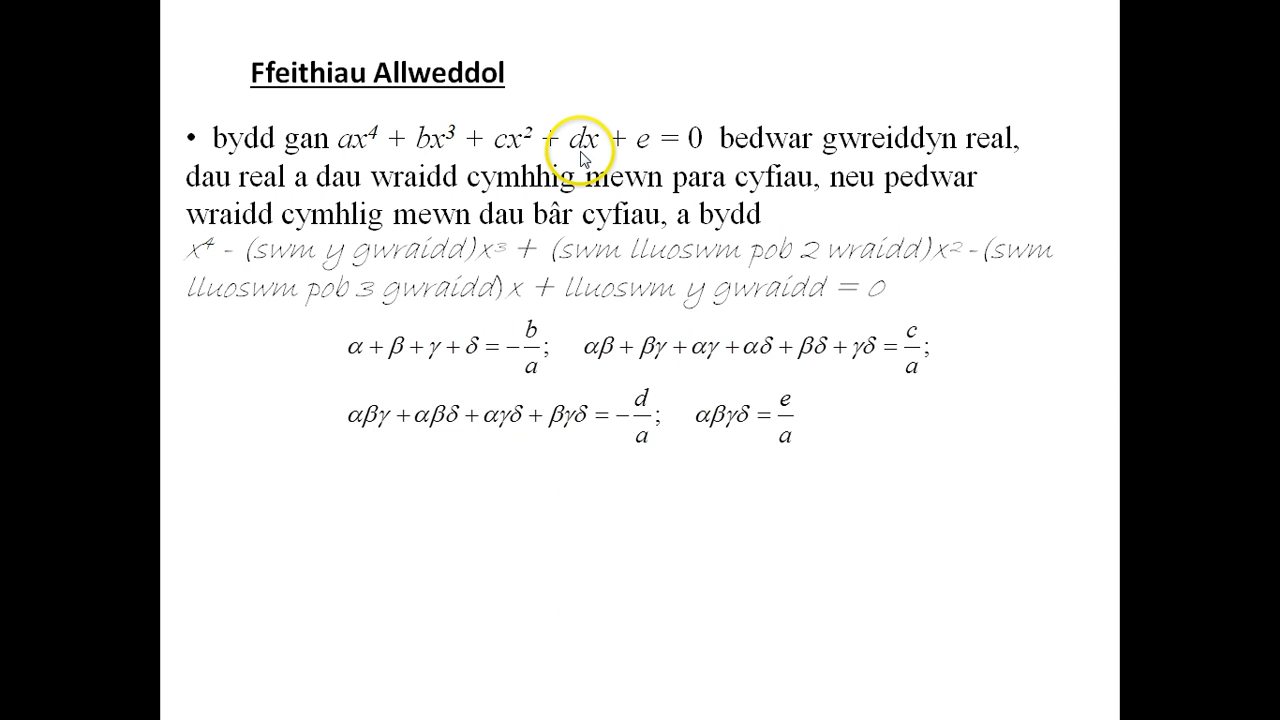 Ffeithiau Allweddol
• bydd gan ax⁴ + bx³ + cx² + dx + e = 0 bedwar gwreiddyn real,
dau real a dau wraidd cymhhig mewn para cyfiau, neu pedwar
wraidd cymhlig mewn dau bâr cyfiau, a bydd
x⁴ - (swm y gwraidd)x³ + (swm lluoswm pob 2 wraidd)x² -(swm
lluoswm pob 3 gwraidd)x + lluoswm y gwraidd = 0
α + β + γ + δ = -b/a; αβ + βγ + αγ + αδ + βδ + γδ = c/a;
αβγ + αβδ + αγδ + βγδ = -d/a; αβγδ = e/a